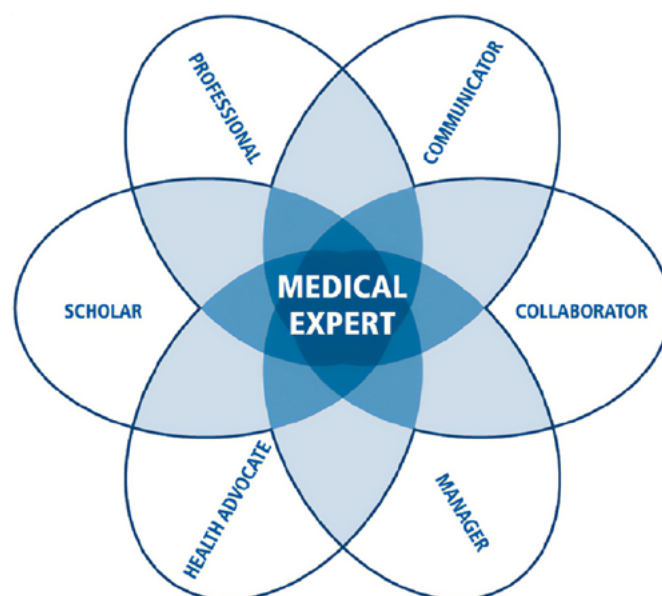 PROFESSIONAL
COMMUNICATOR
SCHOLAR
MEDICAL
EXPERT
COLLABORATOR
HEALTH ADVOCATE
MANAGER